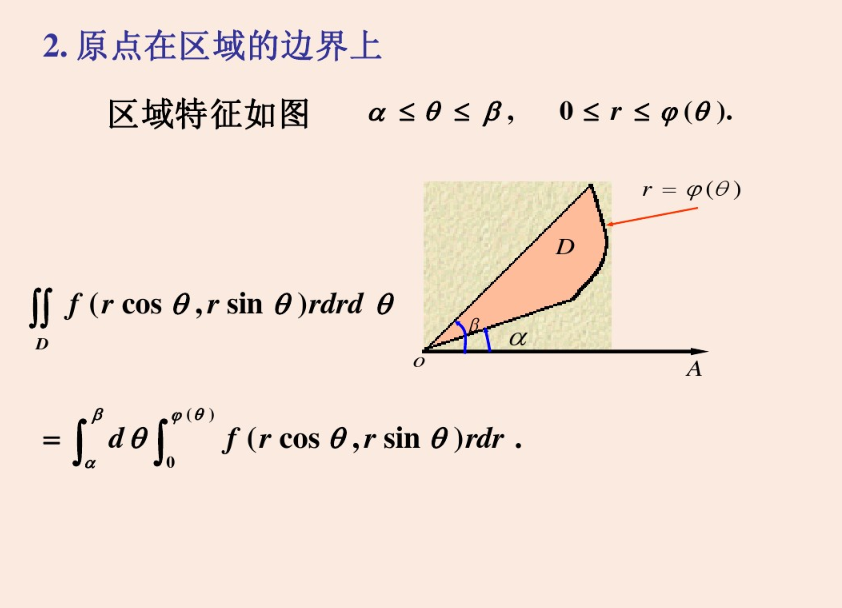 2. 原点在区域的边界上
区域特征如图 α ≤ θ ≤ β, 0 ≤ r ≤ φ(θ).
r = φ(θ)
D
∬_D f (r cos θ, r sin θ)rdrd θ
β
α
o
A
= ∫_α^β dθ ∫_0^{φ(θ)} f (r cos θ, r sin θ)rdr .